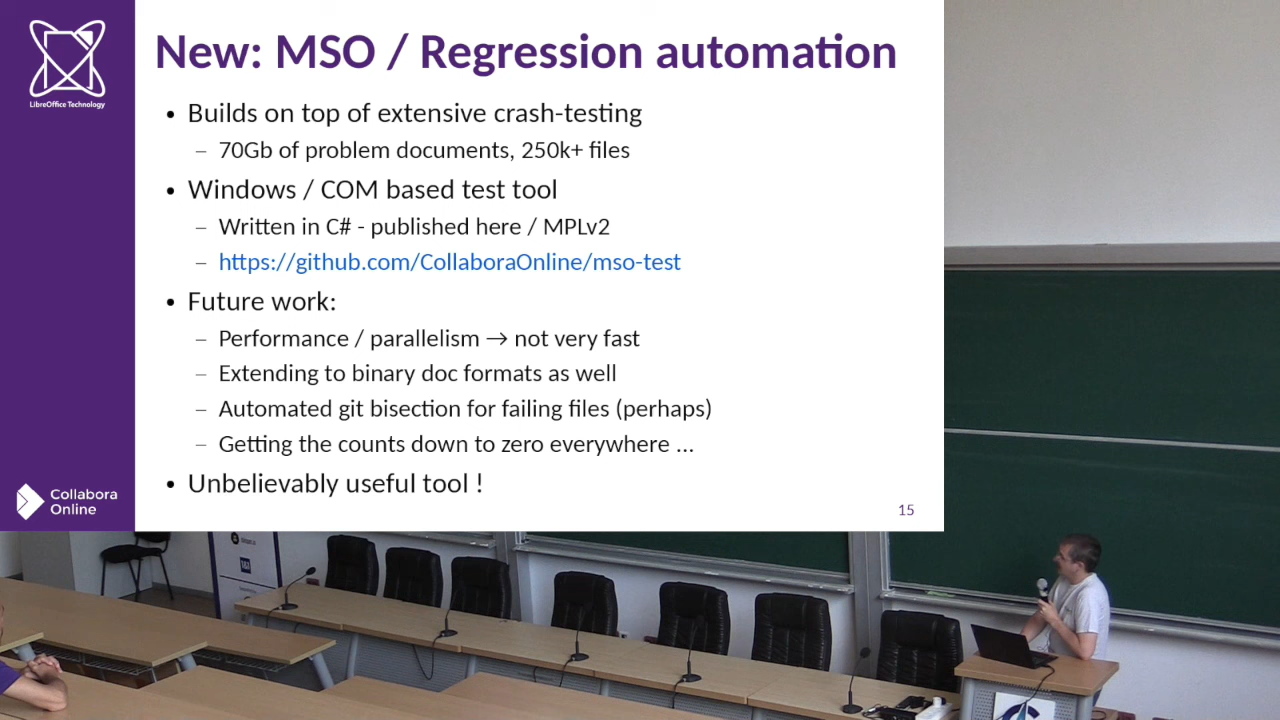 New: MSO / Regression automation
LibreOffice Technology
• Builds on top of extensive crash-testing
– 70Gb of problem documents, 250k+ files
• Windows / COM based test tool
– Written in C# - published here / MPLv2
– https://github.com/CollaboraOnline/mso-test
• Future work:
– Performance / parallelism → not very fast
– Extending to binary doc formats as well
– Automated git bisection for failing files (perhaps)
– Getting the counts down to zero everywhere ...
• Unbelievably useful tool !
Collabora
Online
15